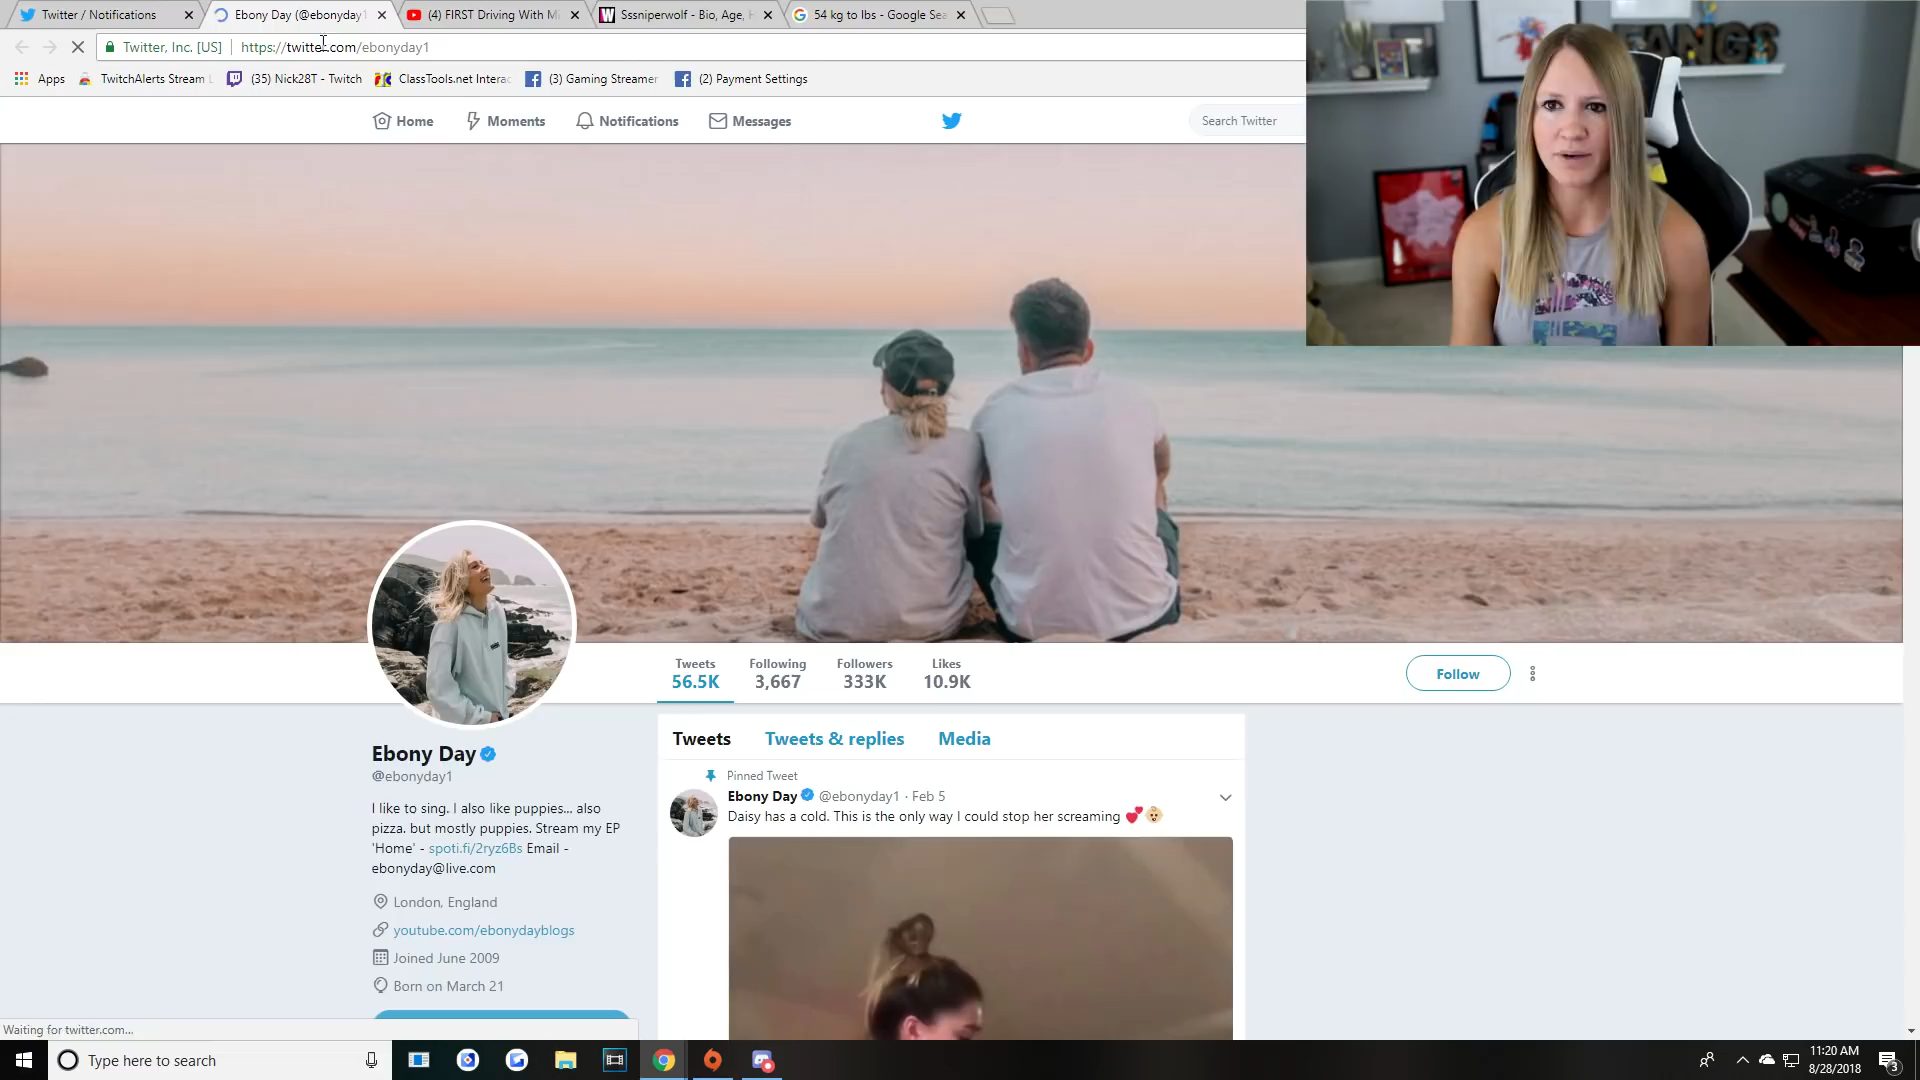 Twitter / Notifications
Ebony Day (@ebonyday1
(4) FIRST Driving With M
Sssniperwolf - Bio, Age, H
54 kg to lbs - Google Sea
Twitter, Inc. [US]
https://twitter.com/ebonyday1
Apps
TwitchAlerts Stream L
(35) Nick28T - Twitch
ClassTools.net Interac
(3) Gaming Streamer
(2) Payment Settings
FANGS
Home
Moments
Notifications
Messages
Search Twitter
Tweets
Following
Followers
Likes
56.5K
3,667
333K
10.9K
Follow
Ebony Day
@ebonyday1
I like to sing. I also like puppies... also
pizza. but mostly puppies. Stream my EP
'Home' - spoti.fi/2ryz6Bs Email -
ebonyday@live.com
London, England
youtube.com/ebonydayblogs
Joined June 2009
Born on March 21
Tweets
Tweets & replies
Media
Pinned Tweet
Ebony Day @ebonyday1 · Feb 5
Daisy has a cold. This is the only way I could stop her screaming
Waiting for twitter.com...
Type here to search
11:20 AM
8/28/2018
3